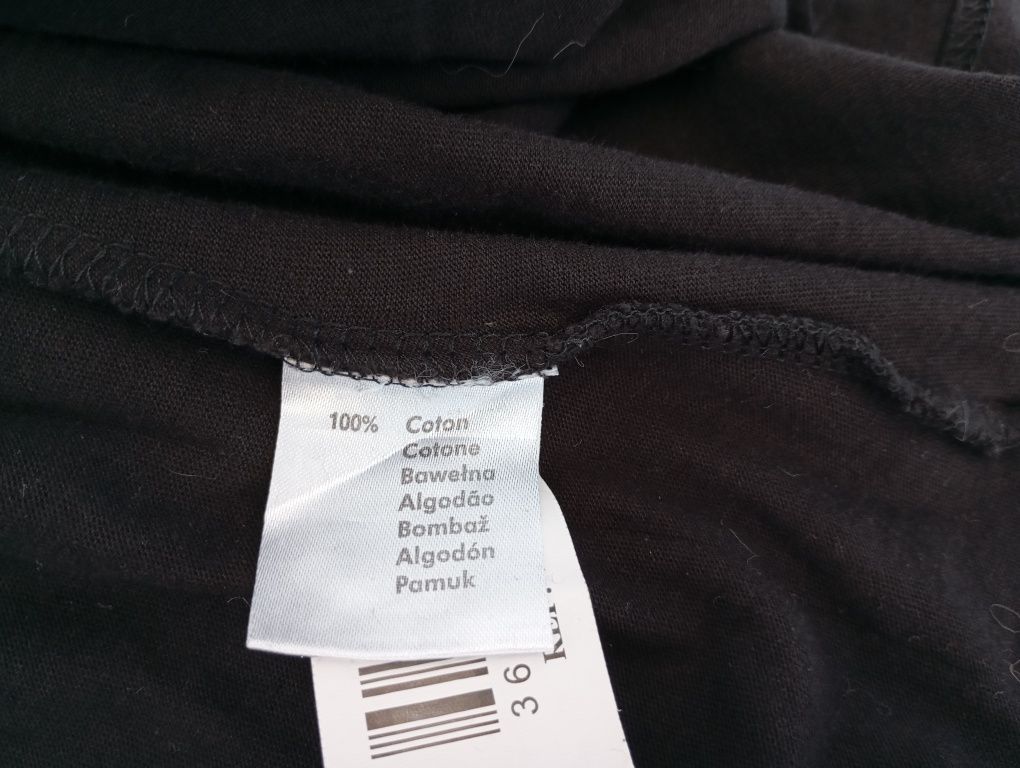 100% Coton
Cotone
Bawełna
Algodão
Bombaž
Algodón
Pamuk
36